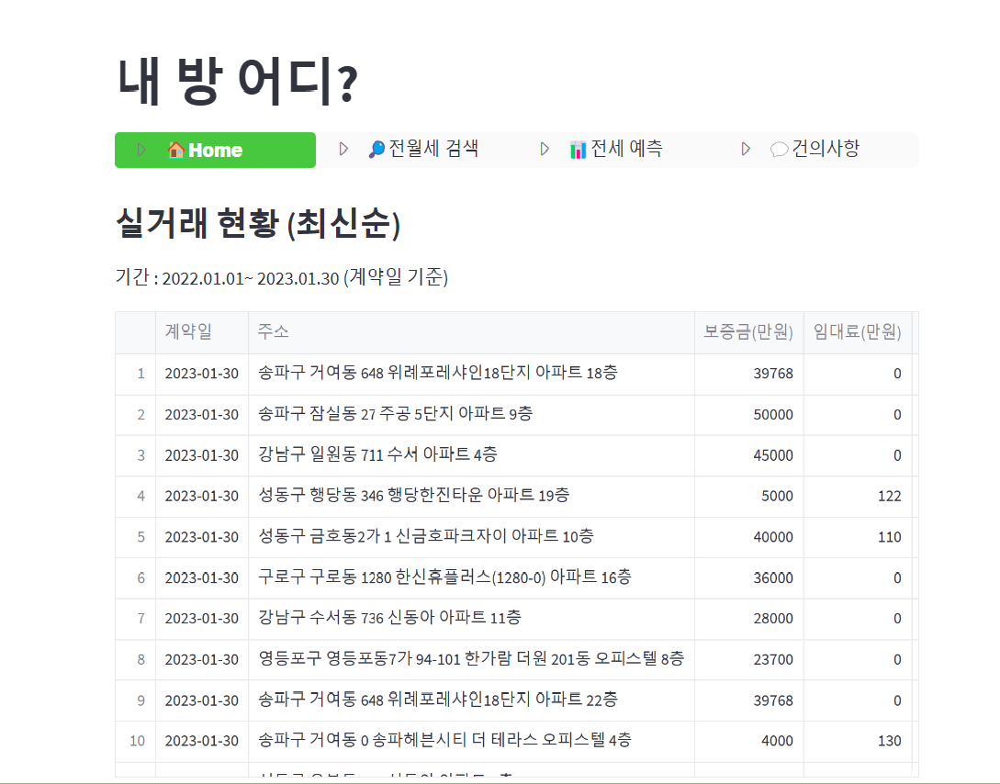 내 방 어디?
Home 전월세 검색 전세 예측 건의사항
실거래 현황 (최신순)
기간 : 2022.01.01~ 2023.01.30 (계약일 기준)
계약일 주소 보증금(만원) 임대료(만원)
1 2023-01-30 송파구 거여동 648 위례포레샤인18단지 아파트 18층 39768 0
2 2023-01-30 송파구 잠실동 27 주공 5단지 아파트 9층 50000 0
3 2023-01-30 강남구 일원동 711 수서 아파트 4층 45000 0
4 2023-01-30 성동구 행당동 346 행당한진타운 아파트 19층 5000 122
5 2023-01-30 성동구 금호동2가 1 신금호파크자이 아파트 10층 40000 110
6 2023-01-30 구로구 구로동 1280 한신휴플러스(1280-0) 아파트 16층 36000 0
7 2023-01-30 강남구 수서동 736 신동아 아파트 11층 28000 0
8 2023-01-30 영등포구 영등포동7가 94-101 한가람 더원 201동 오피스텔 8층 23700 0
9 2023-01-30 송파구 거여동 648 위례포레샤인18단지 아파트 22층 39768 0
10 2023-01-30 송파구 거여동 0 송파헤븐시티 더 테라스 오피스텔 4층 4000 130